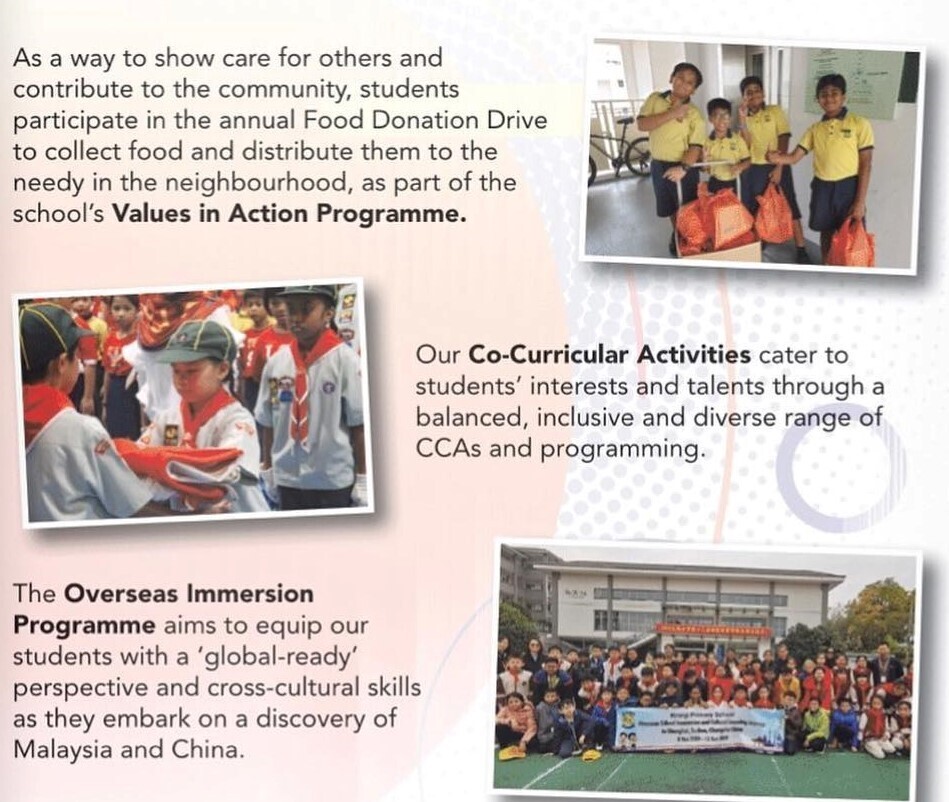 As a way to show care for others and
contribute to the community, students
participate in the annual Food Donation Drive
to collect food and distribute them to the
needy in the neighbourhood, as part of the
school's Values in Action Programme.
Our Co-Curricular Activities cater to
students' interests and talents through a
balanced, inclusive and diverse range of
CCAs and programming.
The Overseas Immersion
Programme aims to equip our
students with a 'global-ready'
perspective and cross-cultural skills
as they embark on a discovery of
Malaysia and China.
Primary School